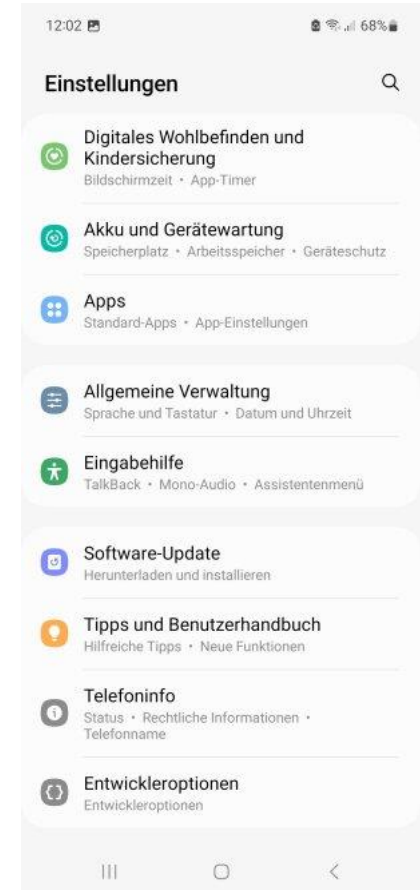 12:02 68%
Einstellungen
Digitales Wohlbefinden und
Kindersicherung
Bildschirmzeit • App-Timer
Akku und Gerätewartung
Speicherplatz • Arbeitsspeicher • Geräteschutz
Apps
Standard-Apps • App-Einstellungen
Allgemeine Verwaltung
Sprache und Tastatur • Datum und Uhrzeit
Eingabehilfe
TalkBack • Mono-Audio • Assistentenmenü
Software-Update
Herunterladen und installieren
Tipps und Benutzerhandbuch
Hilfreiche Tipps • Neue Funktionen
Telefoninfo
Status • Rechtliche Informationen •
Telefonname
Entwickleroptionen
Entwickleroptionen